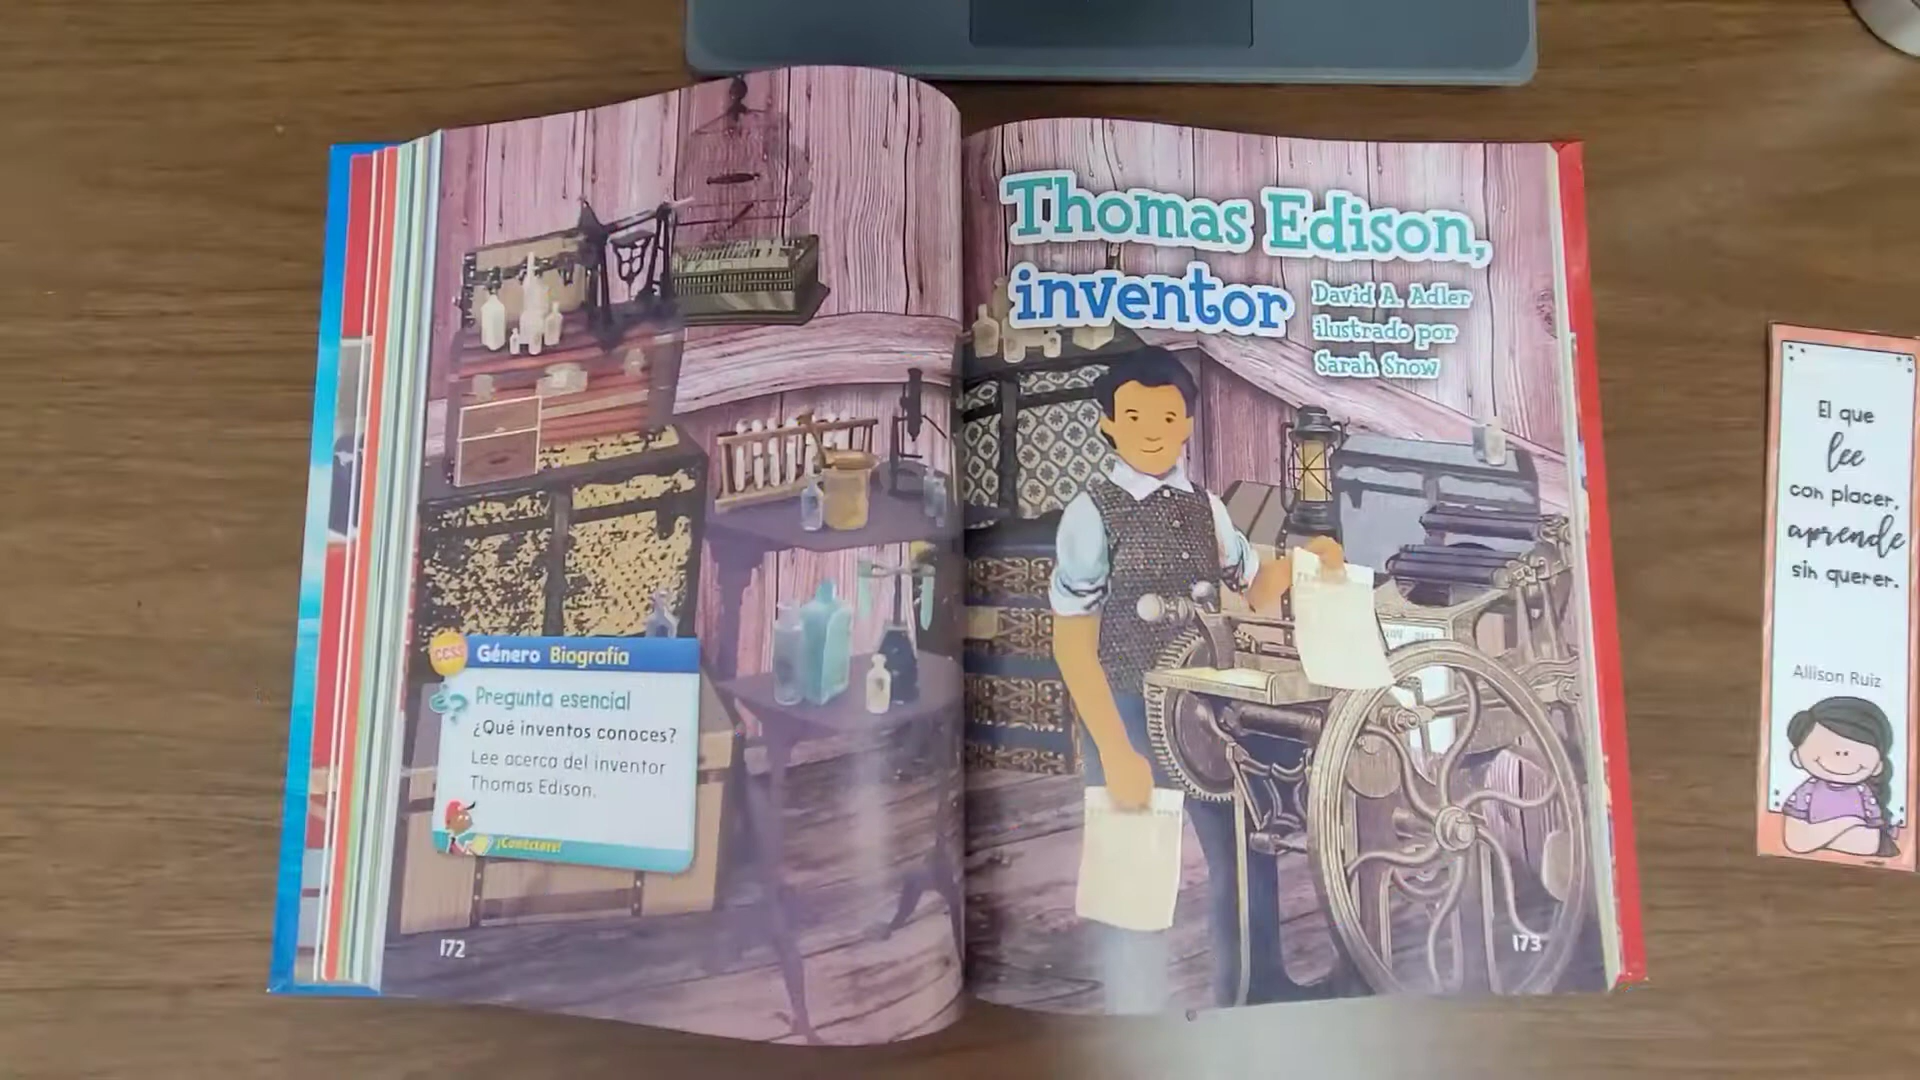 CCSS
Género Biografía
Pregunta esencial
¿Qué inventos conoces?
Lee acerca del inventor
Thomas Edison.
¡Conéctate!
172
Thomas Edison,
inventor
David A. Adler
ilustrado por
Sarah Snow
173
El que
lee
con placer,
aprende
sin querer.
Allison Ruiz